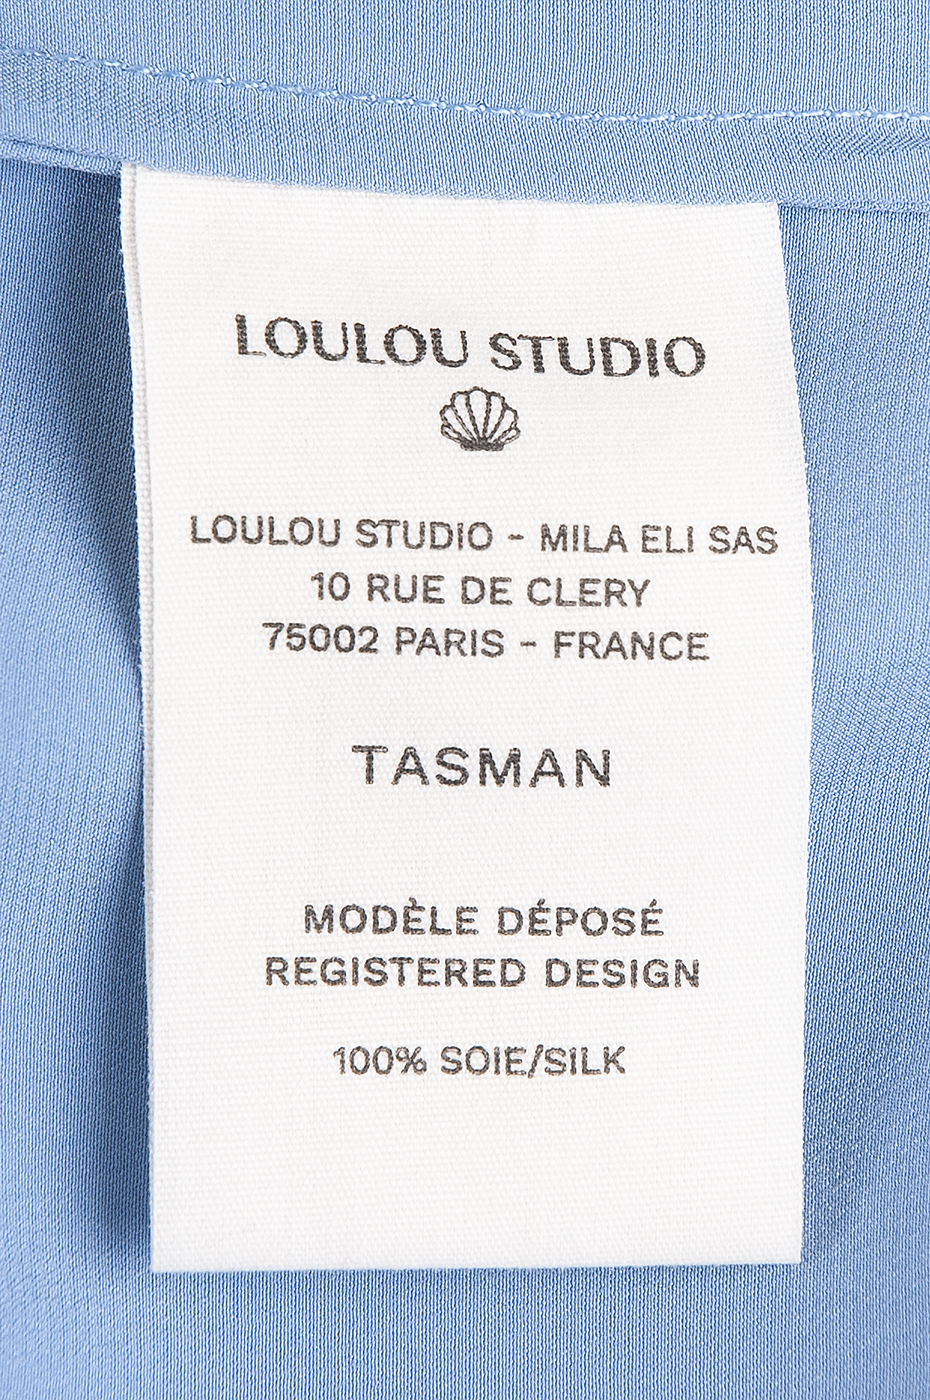 LOULOU STUDIO
LOULOU STUDIO - MILA ELI SAS
10 RUE DE CLERY
75002 PARIS - FRANCE
TASMAN
MODÈLE DÉPOSÉ
REGISTERED DESIGN
100% SOIE/SILK